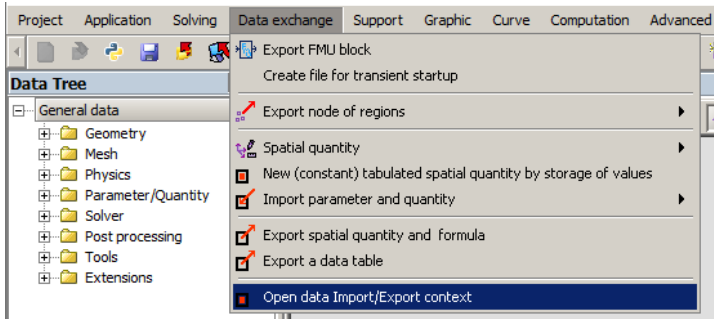 Project Application Solving Data exchange Support Graphic Curve Computation Advanced
Export FMU block
Create file for transient startup
Data Tree
General data
Export node of regions
Geometry
Mesh
Spatial quantity
Physics
New (constant) tabulated spatial quantity by storage of values
Parameter/Quantity
Import parameter and quantity
Solver
Post processing
Export spatial quantity and formula
Tools
Export a data table
Extensions
Open data Import/Export context